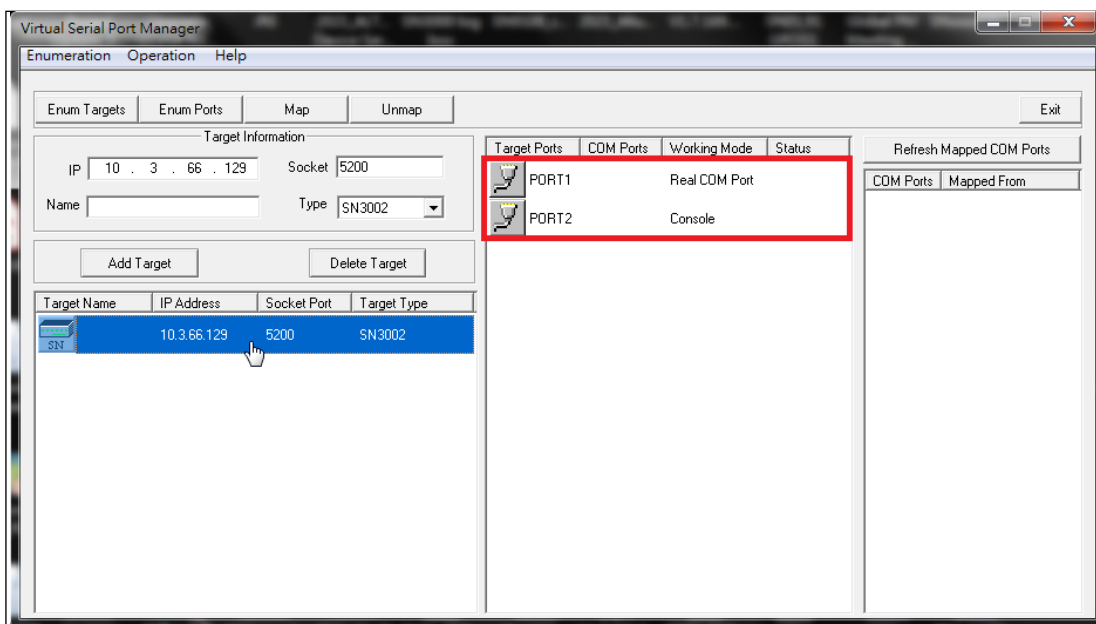 Virtual Serial Port Manager
Enumeration Operation Help
Enum Targets Enum Ports Map Unmap Exit
Target Information
IP 10 . 3 . 66 . 129 Socket 5200
Name Type SN3002
Add Target Delete Target
Target Name IP Address Socket Port Target Type
SN 10.3.66.129 5200 SN3002
Target Ports COM Ports Working Mode Status
PORT1 Real COM Port
PORT2 Console
Refresh Mapped COM Ports
COM Ports Mapped From